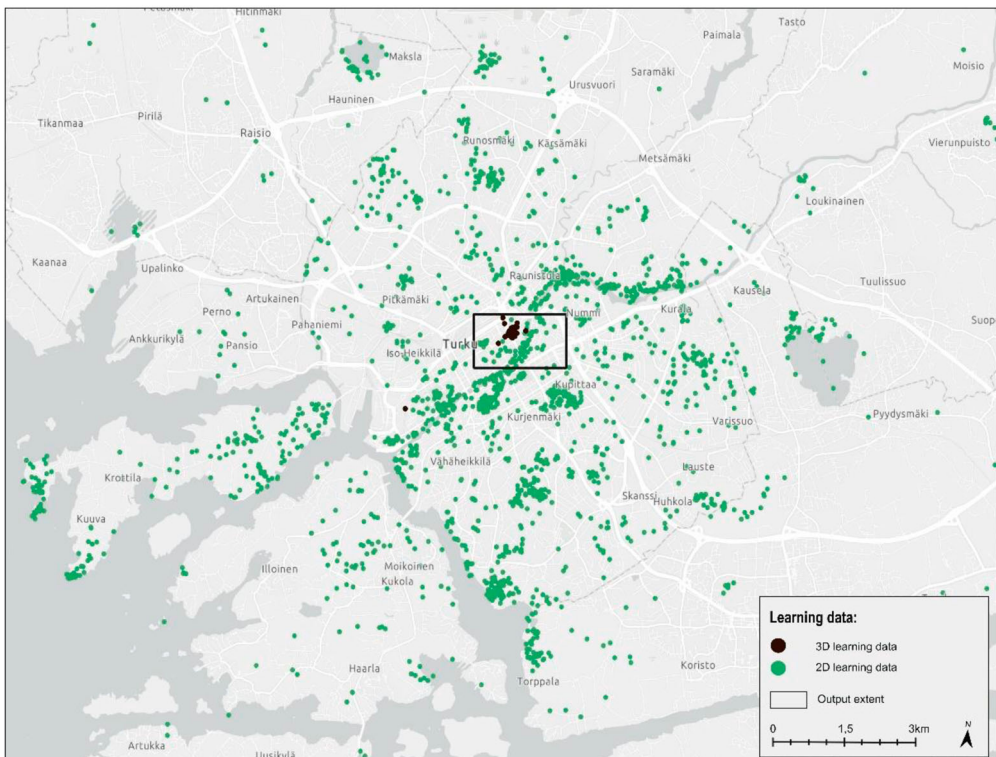 Hitinmäki
Tasto
Paimala
Maksla
Moisio
Saramäki
Urusvuori
Hauninen
Tikanmaa
Pirilä
Raisio
Runosmäki
Kärsämäki
Vierunpuisto
Metsämäki
Loukinainen
Kaanaa
Upalinko
Raunistula
Tuulissuo
Kausela
Artukainen
Pitkämäki
Perno
Nummi
Kurala
Suop
Pahaniemi
Ankkurikylä
Pansio
Turku
Iso-Heikkilä
Kupittaa
Kurjenmäki
Pyydysmäki
Varissuo
Vähäheikkilä
Lauste
Krottila
Skanssi
Huhkola
Kuuva
Illoinen
Moikoinen
Kukola
Learning data:
3D learning data
2D learning data
Output extent
Haarla
Koristo
Torppala
0 1,5 3km
N
Artukka
Uusikylä